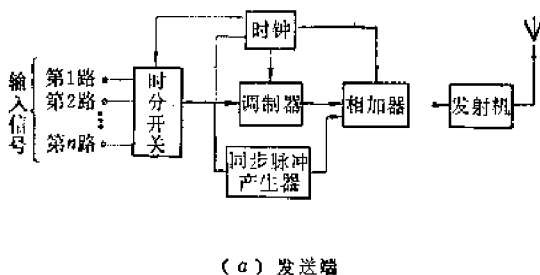 时钟
输入信号
第1路
第2路
第n路
时分开关
调制器
相加器
发射机
同步脉冲
产生器
(a) 发送端